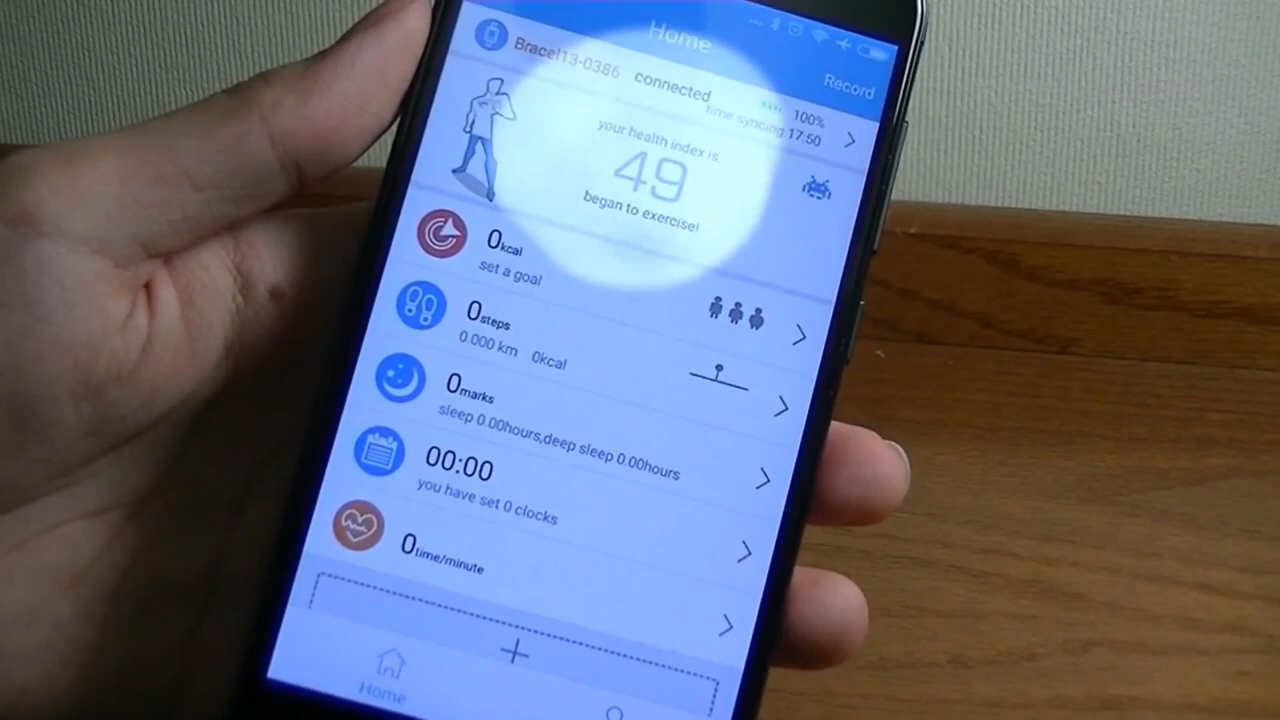 Home
Record
Bracel13-0386 connected
100%
time syncing 17:50
your health index is:
49
began to exercise!
0kcal
set a goal
0steps
0.000 km 0kcal
0marks
sleep 0.00hours,deep sleep 0.00hours
00:00
you have set 0 clocks
0time/minute
+
Home